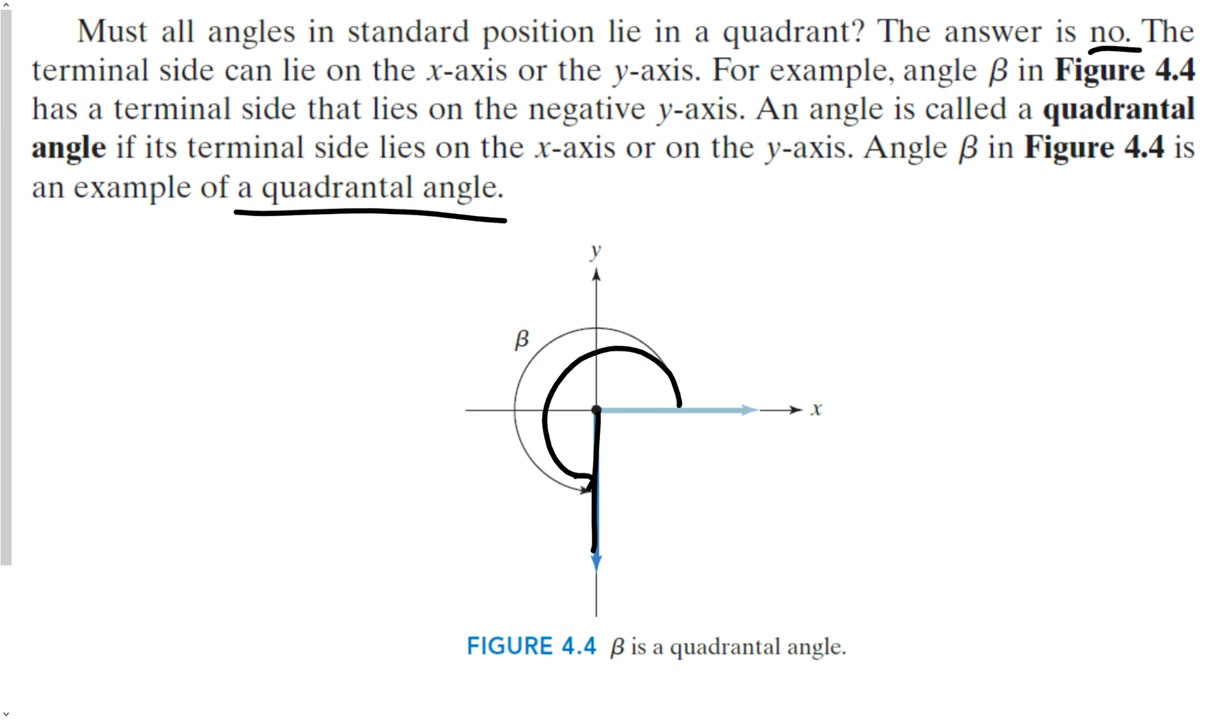 Must all angles in standard position lie in a quadrant? The answer is no. The
terminal side can lie on the x-axis or the y-axis. For example, angle β in Figure 4.4
has a terminal side that lies on the negative y-axis. An angle is called a quadrantal
angle if its terminal side lies on the x-axis or on the y-axis. Angle β in Figure 4.4 is
an example of a quadrantal angle.
y
β
x
FIGURE 4.4 β is a quadrantal angle.